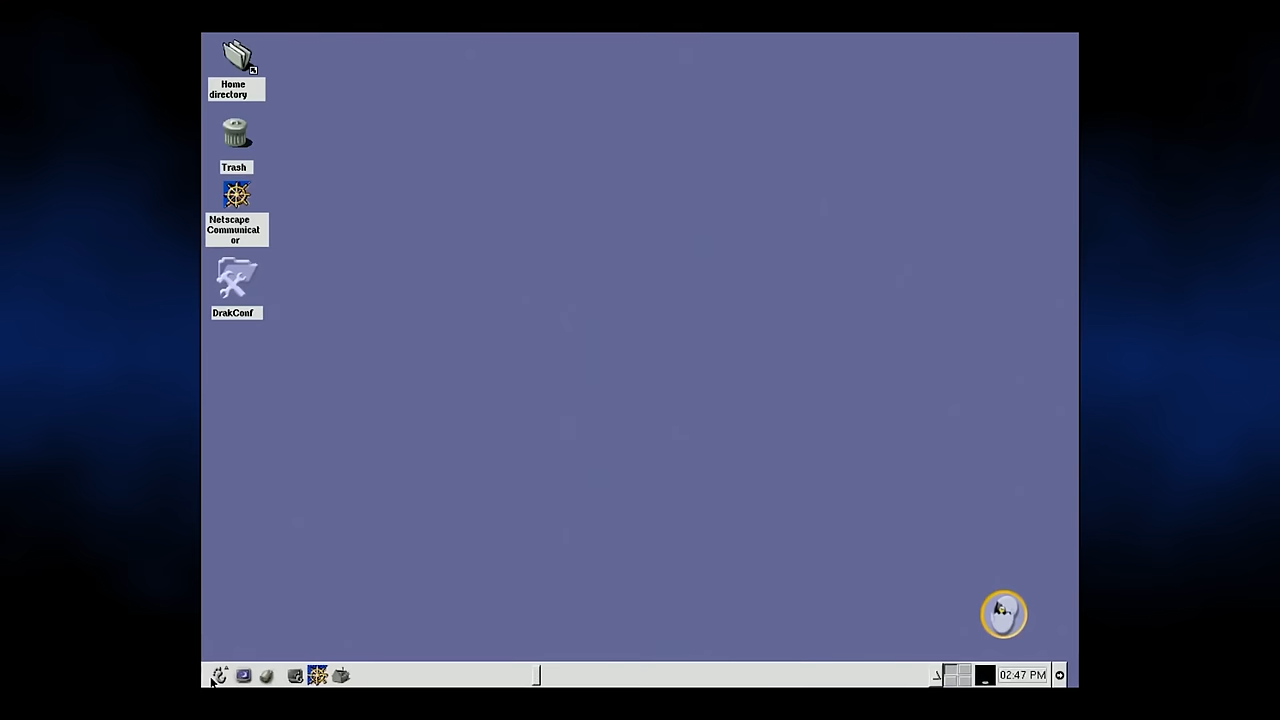 Home
directory
Trash
Netscape
Communicat
or
DrakConf
02:47 PM